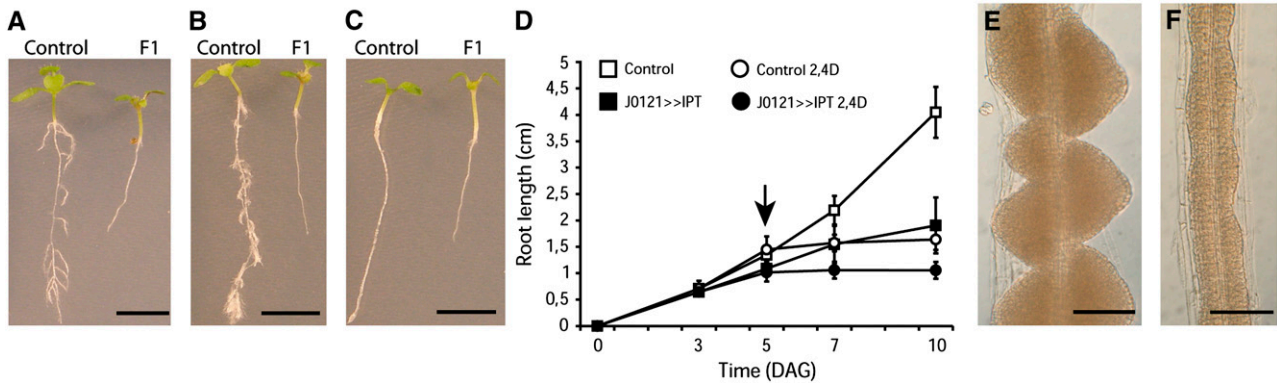 A
Control F1
B
Control F1
C
Control F1
D
Control
Control 2,4D
J0121>>IPT
J0121>>IPT 2,4D
Root length (cm)
5
4,5
4
3,5
3
2,5
2
1,5
1
0,5
0
0 3 5 7 10
Time (DAG)
E
F